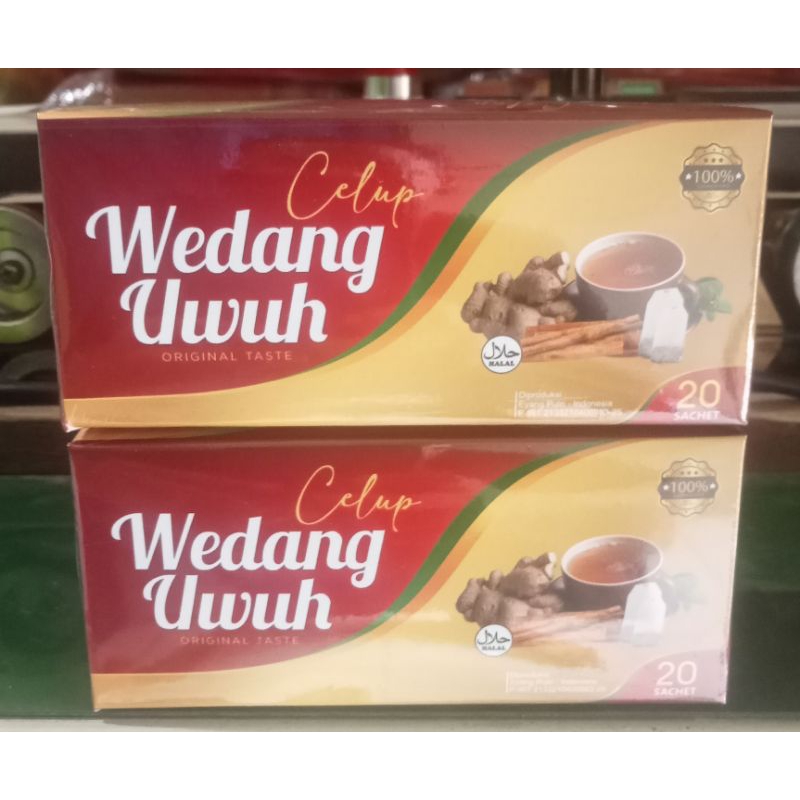 Celup
Wedang
Uwuh
ORIGINAL TASTE
100%
حلال
HALAL
Diproduksi
20
SACHET
Celup
Wedang
Uwuh
ORIGINAL TASTE
100%
حلال
HALAL
20
SACHET